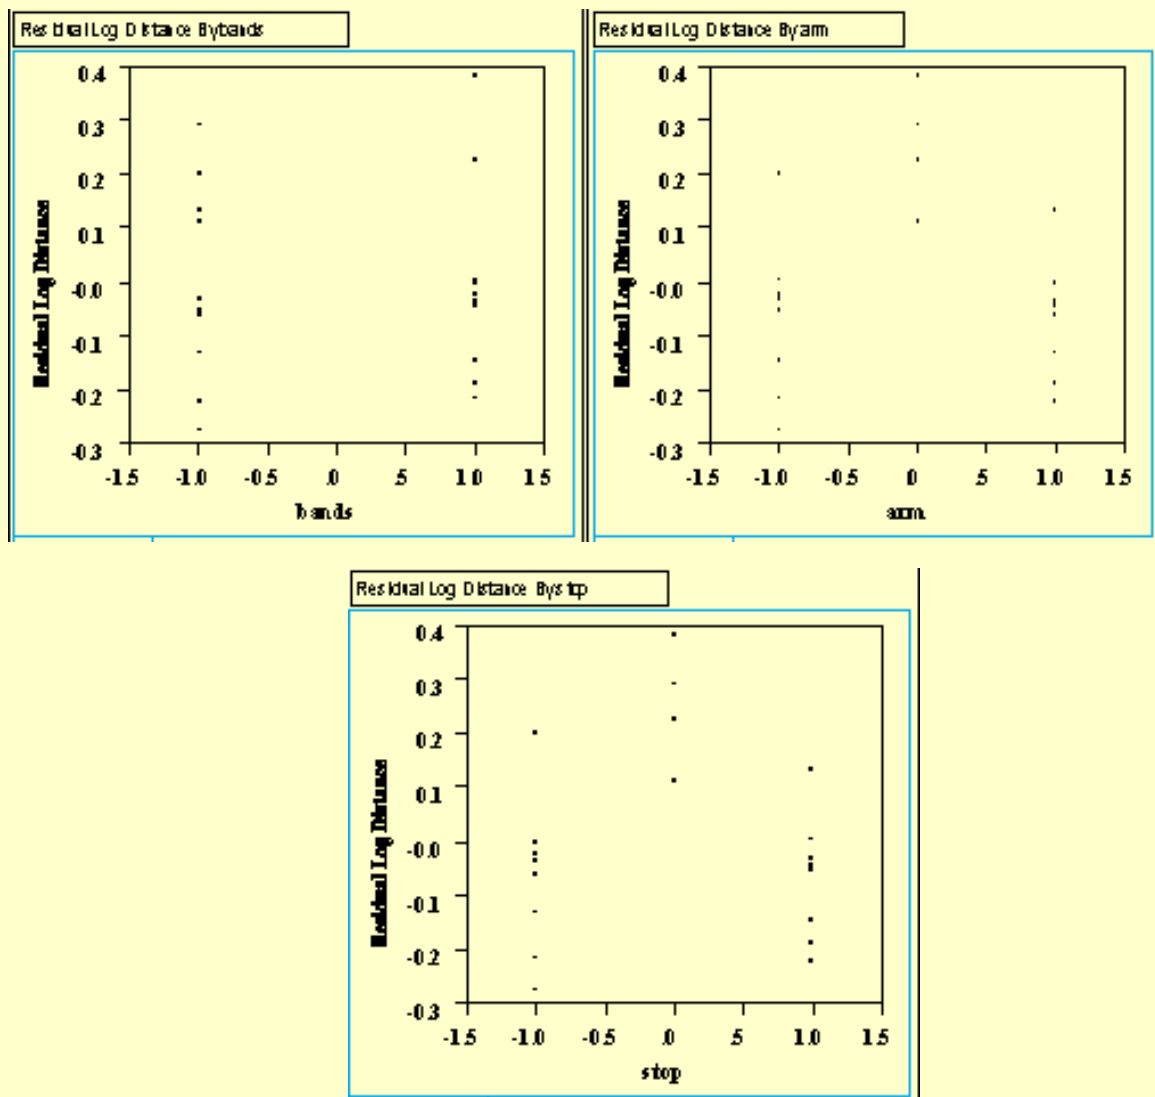 Residual Log Distance By bands
0.4
0.3
0.2
0.1
-0.0
-0.1
-0.2
-0.3
-1.5 -1.0 -0.5 .0 .5 1.0 1.5
bands
Residual Log Distance
Residual Log Distance By arm
0.4
0.3
0.2
0.1
-0.0
-0.1
-0.2
-0.3
-1.5 -1.0 -0.5 .0 .5 1.0 1.5
arm
Residual Log Distance
Residual Log Distance By stop
0.4
0.3
0.2
0.1
-0.0
-0.1
-0.2
-0.3
-1.5 -1.0 -0.5 .0 .5 1.0 1.5
stop
Residual Log Distance